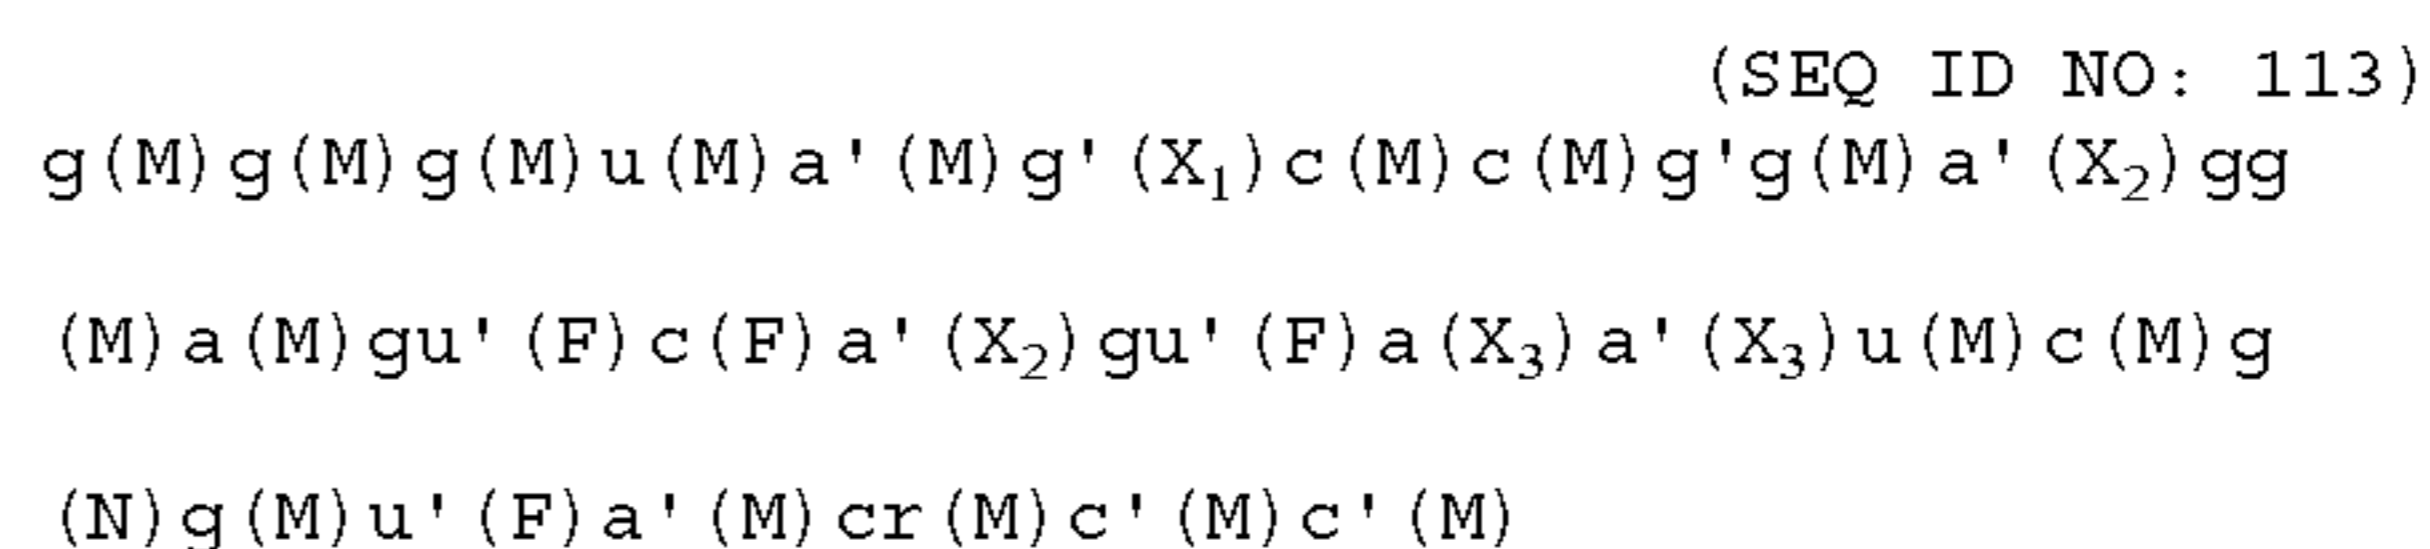 (SEQ ID NO: 113)
g(M)g(M)g(M)u(M)a'(M)g'(X₁)c(M)c(M)g'g(M)a'(X₂)gg
(M)a(M)gu'(F)c(F)a'(X₂)gu'(F)a(X₃)a'(X₃)u(M)c(M)g
(N)g(M)u'(F)a'(M)cr(M)c'(M)c'(M)